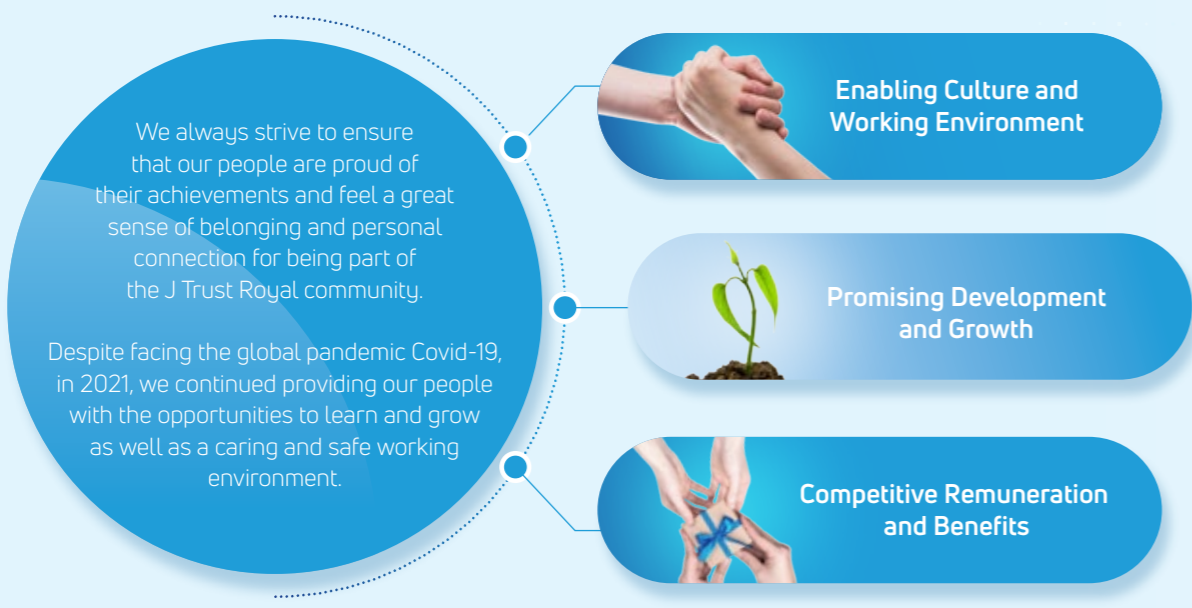 We always strive to ensure
that our people are proud of
their achievements and feel a great
sense of belonging and personal
connection for being part of
the J Trust Royal community.
Despite facing the global pandemic Covid-19,
in 2021, we continued providing our people
with the opportunities to learn and grow
as well as a caring and safe working
environment.
Enabling Culture and
Working Environment
Promising Development
and Growth
Competitive Remuneration
and Benefits